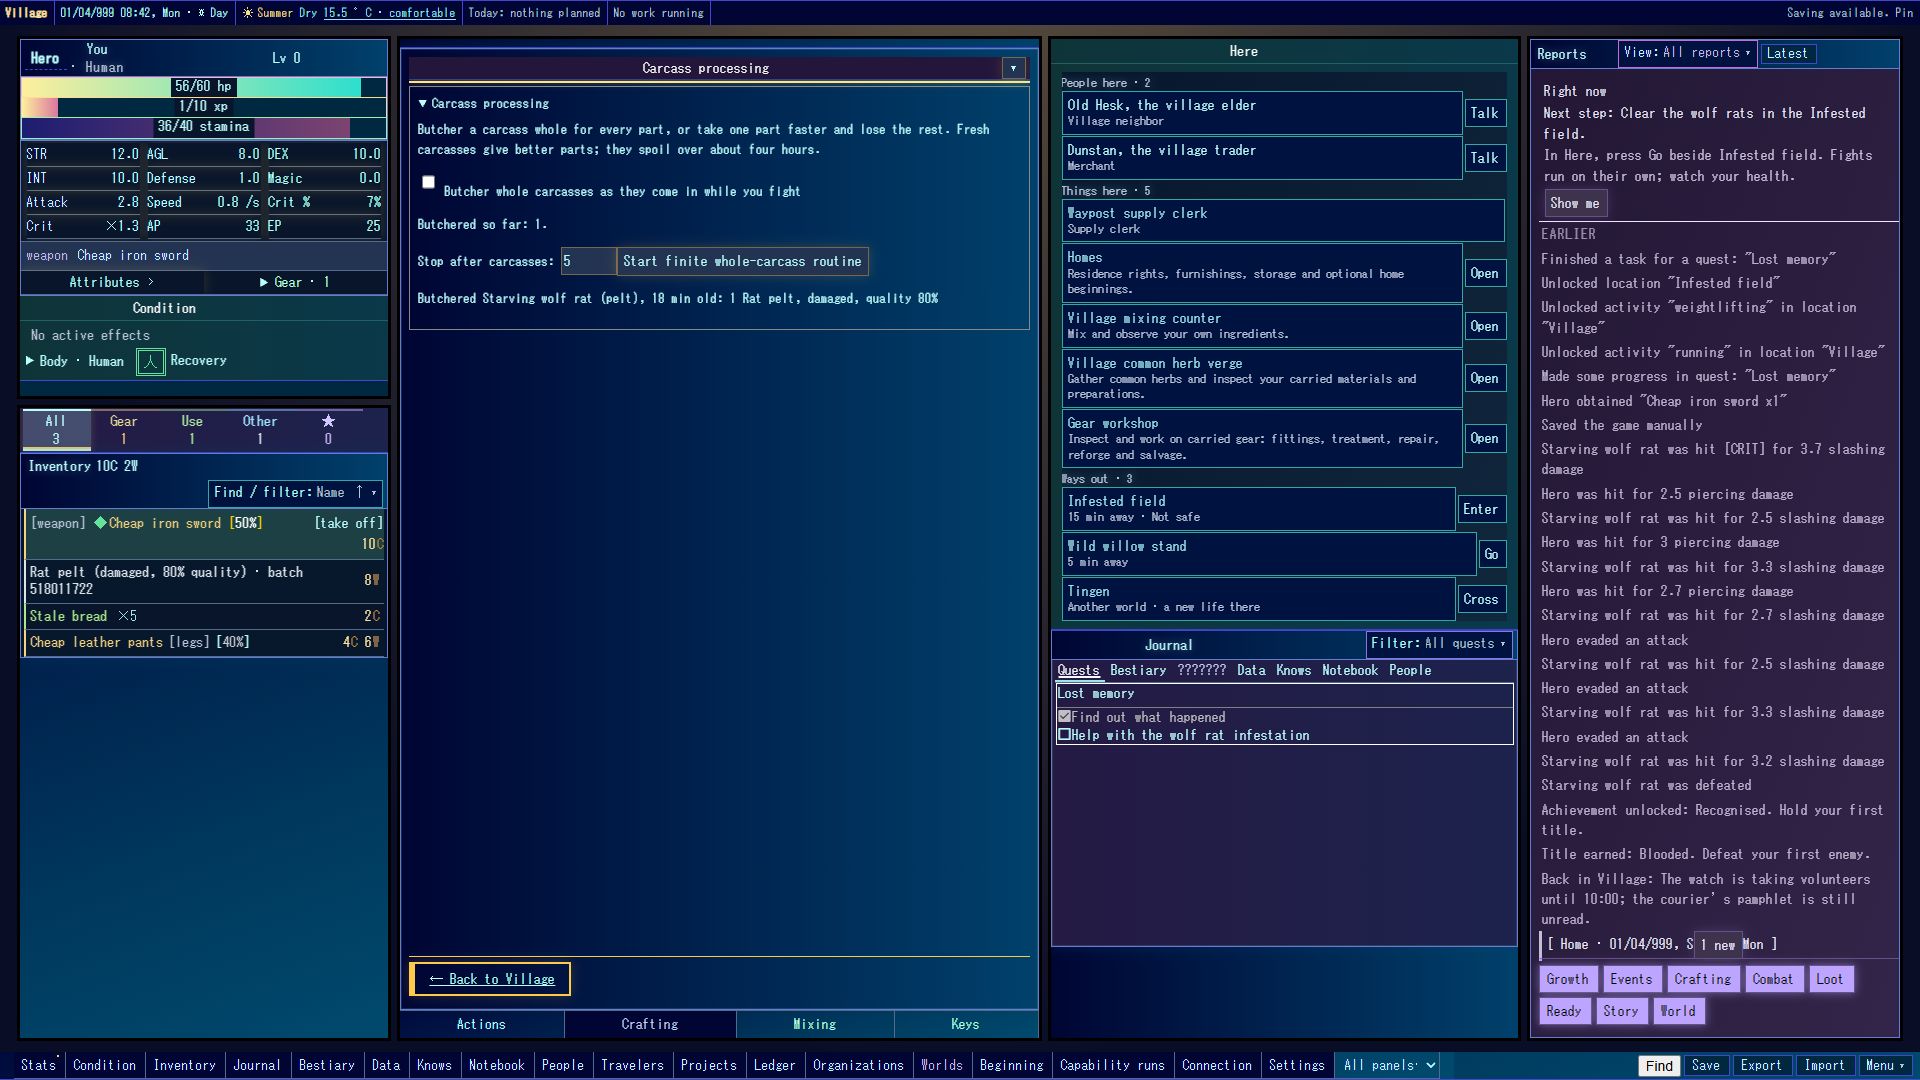 Village 01/04/999 08:42, Mon · ☀ Day ☀ Summer Dry 15.5 ° C · comfortable Today: nothing planned No work running Saving available. Pin
Hero · You Human Lv 0
56/60 hp
1/10 xp
36/40 stamina
STR 12.0 AGL 8.0 DEX 10.0
INT 10.0 Defense 1.0 Magic 0.0
Attack 2.8 Speed 0.8 /s Crit % 7%
Crit ×1.3 AP 33 EP 25
weapon Cheap iron sword
Attributes > ▶ Gear · 1
Condition
No active effects
▶ Body · Human 人 Recovery
All 3 Gear 1 Use 1 Other 1 ★ 0
Inventory 10C 2W
Find / filter: Name ↑ ▾
[weapon] ◆Cheap iron sword [50%] [take off]
10C
Rat pelt (damaged, 80% quality) · batch
518011722 8W
Stale bread ×5 2C
Cheap leather pants [legs] [40%] 4C 6W
Carcass processing ▾
▼ Carcass processing
Butcher a carcass whole for every part, or take one part faster and lose the rest. Fresh
carcasses give better parts; they spoil over about four hours.
Butcher whole carcasses as they come in while you fight
Butchered so far: 1.
Stop after carcasses: 5 Start finite whole-carcass routine
Butchered Starving wolf rat (pelt), 18 min old: 1 Rat pelt, damaged, quality 80%
← Back to Village
Actions Crafting Mixing Keys
Here
People here · 2
Old Hesk, the village elder
Village neighbor
Talk
Dunstan, the village trader
Merchant
Talk
Things here · 5
Waypost supply clerk
Supply clerk
Homes
Residence rights, furnishings, storage and optional home
beginnings.
Open
Village mixing counter
Mix and observe your own ingredients.
Open
Village common herb verge
Gather common herbs and inspect your carried materials and
preparations.
Open
Gear workshop
Inspect and work on carried gear: fittings, treatment, repair,
reforge and salvage.
Open
Ways out · 3
Infested field
15 min away · Not safe
Enter
Wild willow stand
5 min away
Go
Tingen
Another world · a new life there
Cross
Journal Filter: All quests ▾
Quests Bestiary ??????? Data Knows Notebook People
Lost memory
Find out what happened
Help with the wolf rat infestation
Reports View: All reports ▾ Latest
Right now
Next step: Clear the wolf rats in the Infested
field.
In Here, press Go beside Infested field. Fights
run on their own; watch your health.
Show me
EARLIER
Finished a task for a quest: "Lost memory"
Unlocked location "Infested field"
Unlocked activity "weightlifting" in location
"Village"
Unlocked activity "running" in location "Village"
Made some progress in quest: "Lost memory"
Hero obtained "Cheap iron sword x1"
Saved the game manually
Starving wolf rat was hit [CRIT] for 3.7 slashing
damage
Hero was hit for 2.5 piercing damage
Starving wolf rat was hit for 2.5 slashing damage
Hero was hit for 3 piercing damage
Starving wolf rat was hit for 3.3 slashing damage
Hero was hit for 2.7 piercing damage
Starving wolf rat was hit for 2.7 slashing damage
Hero evaded an attack
Starving wolf rat was hit for 2.5 slashing damage
Hero evaded an attack
Starving wolf rat was hit for 3.3 slashing damage
Hero evaded an attack
Starving wolf rat was hit for 3.2 slashing damage
Starving wolf rat was defeated
Achievement unlocked: Recognised. Hold your first
title.
Title earned: Blooded. Defeat your first enemy.
Back in Village: The watch is taking volunteers
until 10:00; the courier's pamphlet is still
unread.
[ Home · 01/04/999, S 1 new Mon ]
Growth Events Crafting Combat Loot
Ready Story World
Stats Condition Inventory Journal Bestiary Data Knows Notebook People Travelers Projects Ledger Organizations Worlds Beginning Capability runs Connection Settings All panels Find Save Export Import Menu ▾